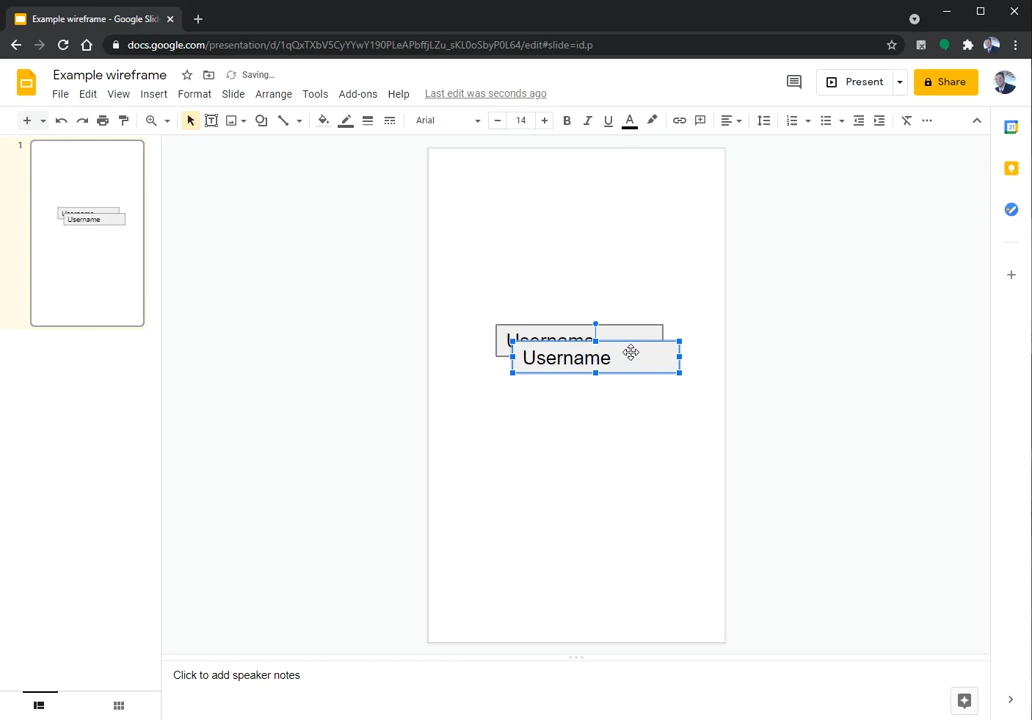 Example wireframe - Google Slid
docs.google.com/presentation/d/1qQxTXbV5CyYYwY190PLeAPbffjLZu_sKL0oSbyP0L64/edit#slide=id.p
Example wireframe
Saving...
Present
Share
File Edit View Insert Format Slide Arrange Tools Add-ons Help Last edit was seconds ago
Arial 14 B I U A
1
Username
Username
Username
Username
31
Click to add speaker notes